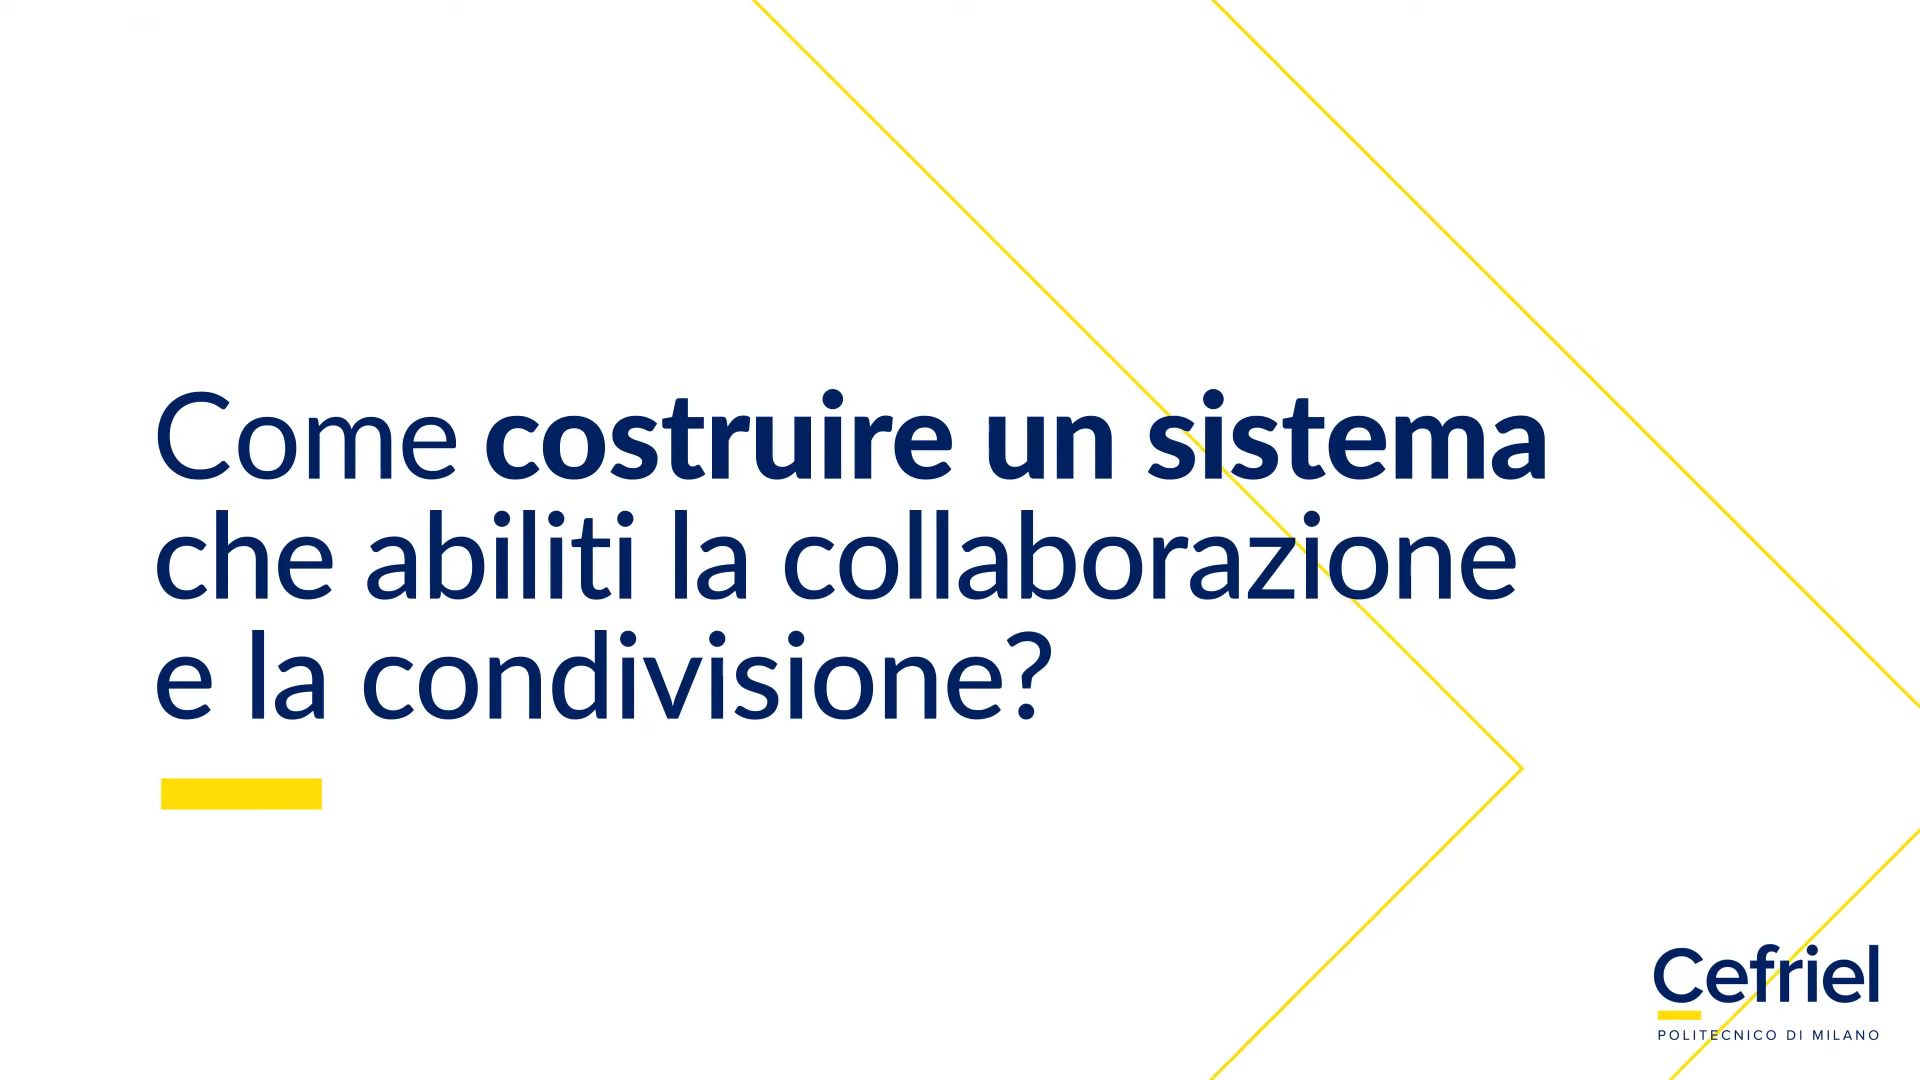 Come costruire un sistema
che abiliti la collaborazione
e la condivisione?
Cefriel
POLITECNICO DI MILANO